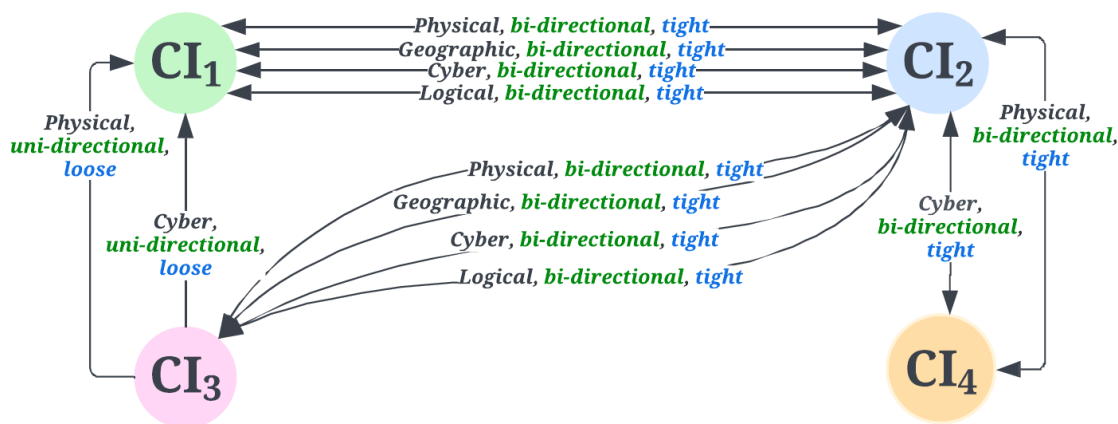 Physical, bi-directional, tight
Geographic, bi-directional, tight
Cyber, bi-directional, tight
Logical, bi-directional, tight
CI₁
CI₂
Physical,
uni-directional,
loose
Physical,
bi-directional,
tight
Physical, bi-directional, tight
Geographic, bi-directional, tight
Cyber, bi-directional, tight
Logical, bi-directional, tight
Cyber,
uni-directional,
loose
Cyber,
bi-directional,
tight
CI₃
CI₄